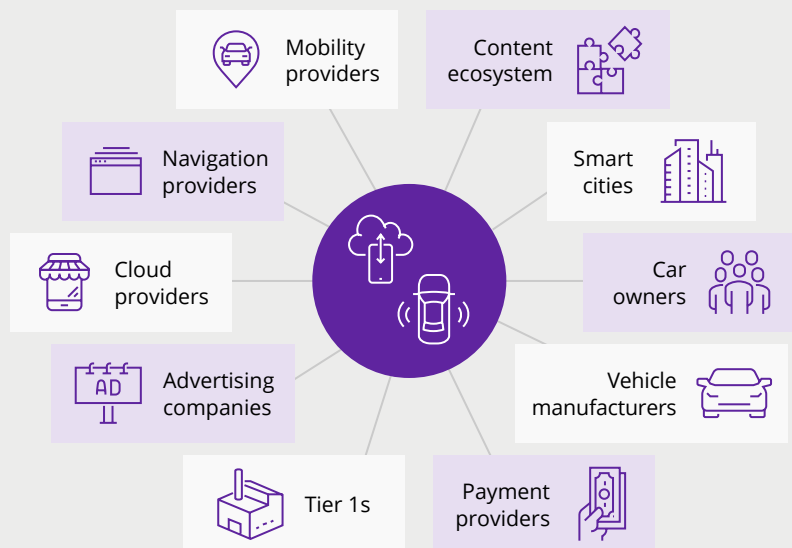 Mobility
providers
Content
ecosystem
Navigation
providers
Smart
cities
Cloud
providers
Car
owners
AD
Advertising
companies
Vehicle
manufacturers
Tier 1s
Payment
providers